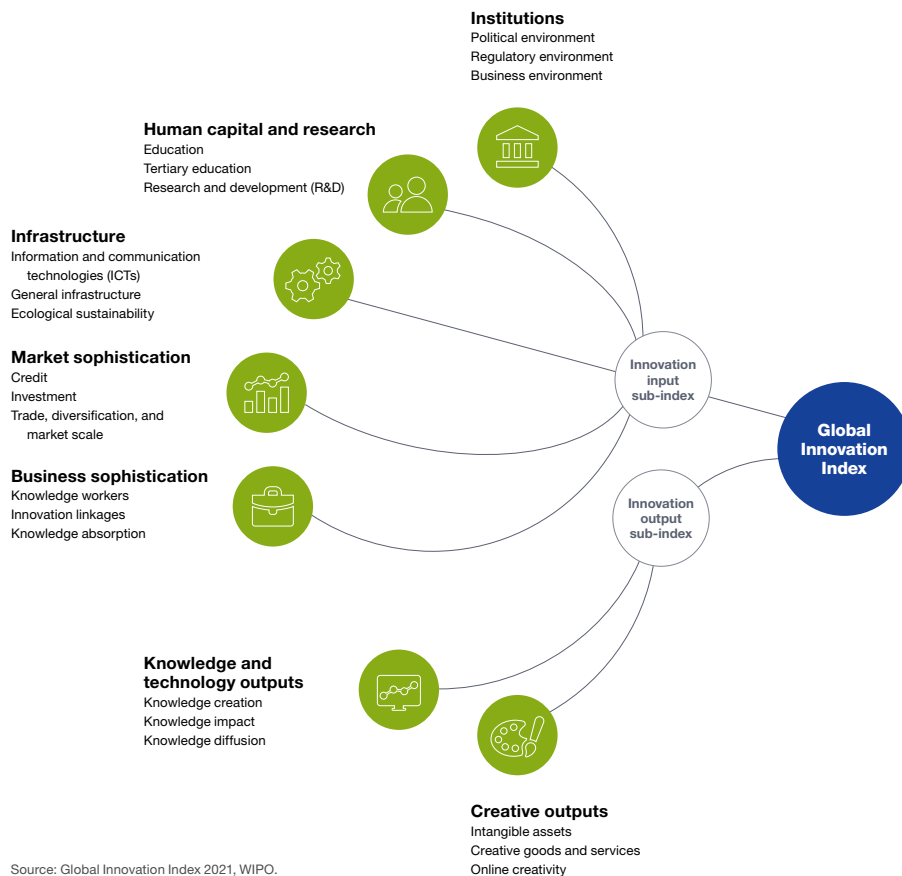 Institutions
Political environment
Regulatory environment
Business environment
Human capital and research
Education
Tertiary education
Research and development (R&D)
Infrastructure
Information and communication
technologies (ICTs)
General infrastructure
Ecological sustainability
Market sophistication
Credit
Investment
Trade, diversification, and
market scale
Business sophistication
Knowledge workers
Innovation linkages
Knowledge absorption
Innovation
input
sub-index
Global
Innovation
Index
Innovation
output
sub-index
Knowledge and
technology outputs
Knowledge creation
Knowledge impact
Knowledge diffusion
Creative outputs
Intangible assets
Creative goods and services
Online creativity
Source: Global Innovation Index 2021, WIPO.